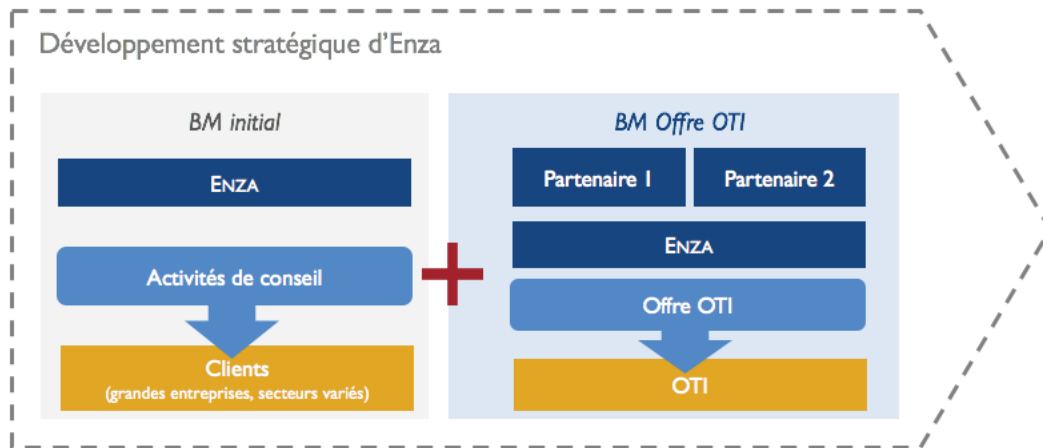 Développement stratégique d'Enza
BM initial
ENZA
Activités de conseil
Clients
(grandes entreprises, secteurs variés)
BM Offre OTI
Partenaire 1
Partenaire 2
ENZA
Offre OTI
OTI